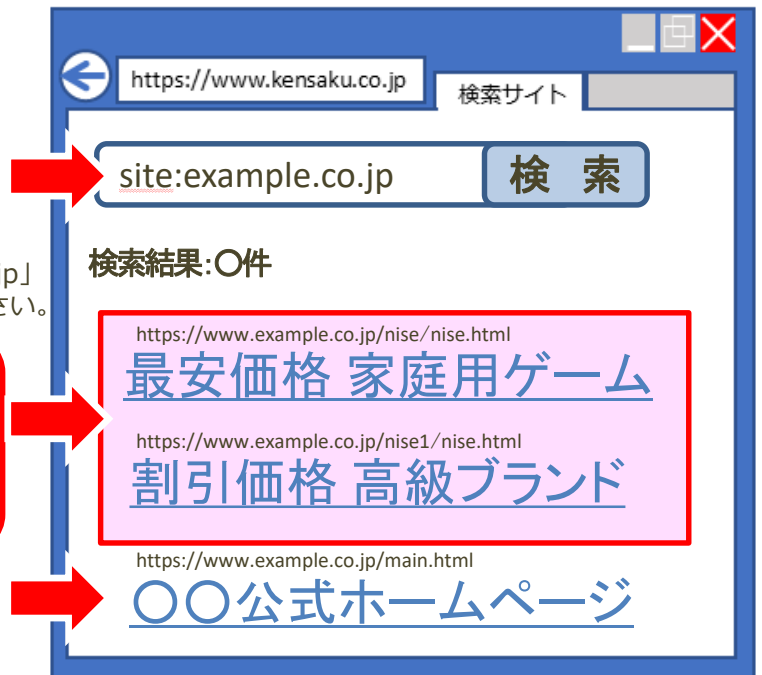 https://www.kensaku.co.jp
検索サイト
site:example.co.jp
検 索
検索結果:〇件
jp」
さい。
https://www.example.co.jp/nise/nise.html
最安価格 家庭用ゲーム
https://www.example.co.jp/nise1/nise.html
割引価格 高級ブランド
https://www.example.co.jp/main.html
〇〇公式ホームページ